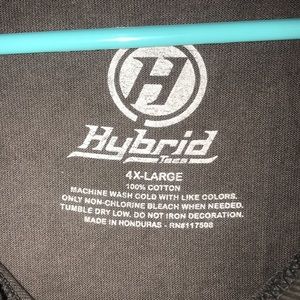 H
Hybrid
Tees
4X-LARGE
100% COTTON
MACHINE WASH COLD WITH LIKE COLORS.
ONLY NON-CHLORINE BLEACH WHEN NEEDED.
TUMBLE DRY LOW. DO NOT IRON DECORATION.
MADE IN HONDURAS - RN#117598